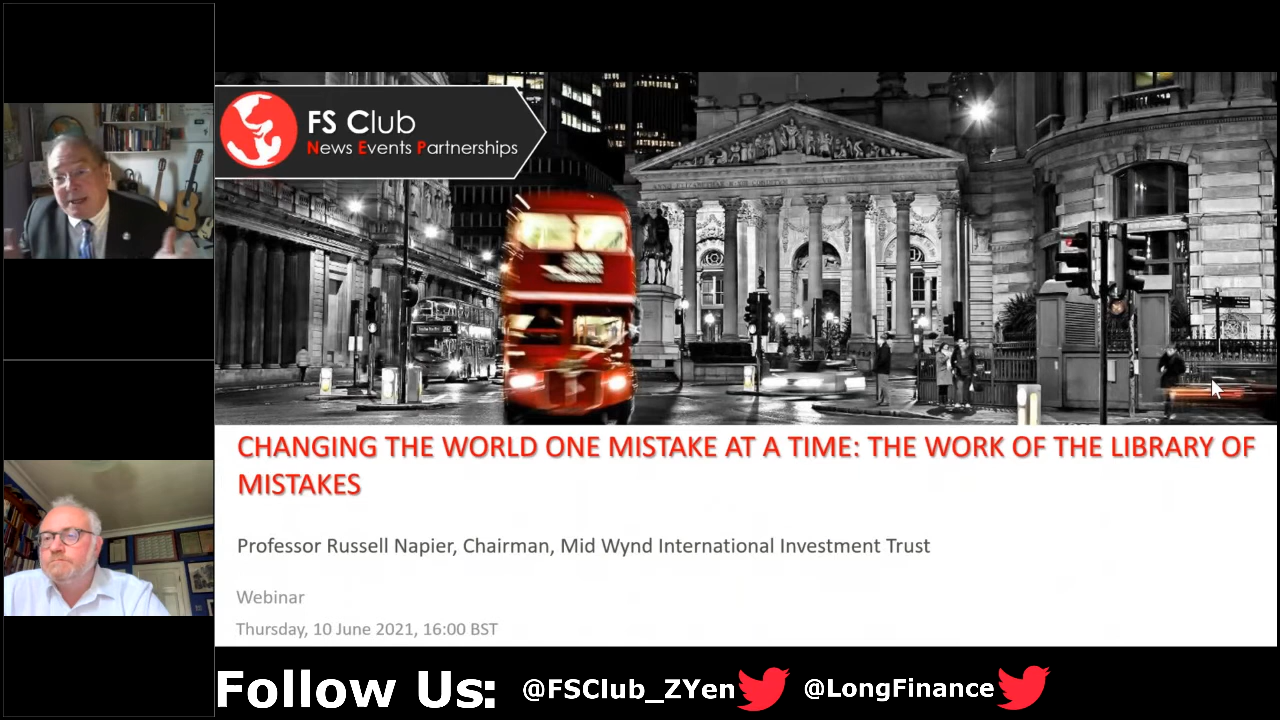 FS Club
News Events Partnerships
CHANGING THE WORLD ONE MISTAKE AT A TIME: THE WORK OF THE LIBRARY OF
MISTAKES
Professor Russell Napier, Chairman, Mid Wynd International Investment Trust
Webinar
Thursday, 10 June 2021, 16:00 BST
Follow Us: @FSClub_ZYen @LongFinance